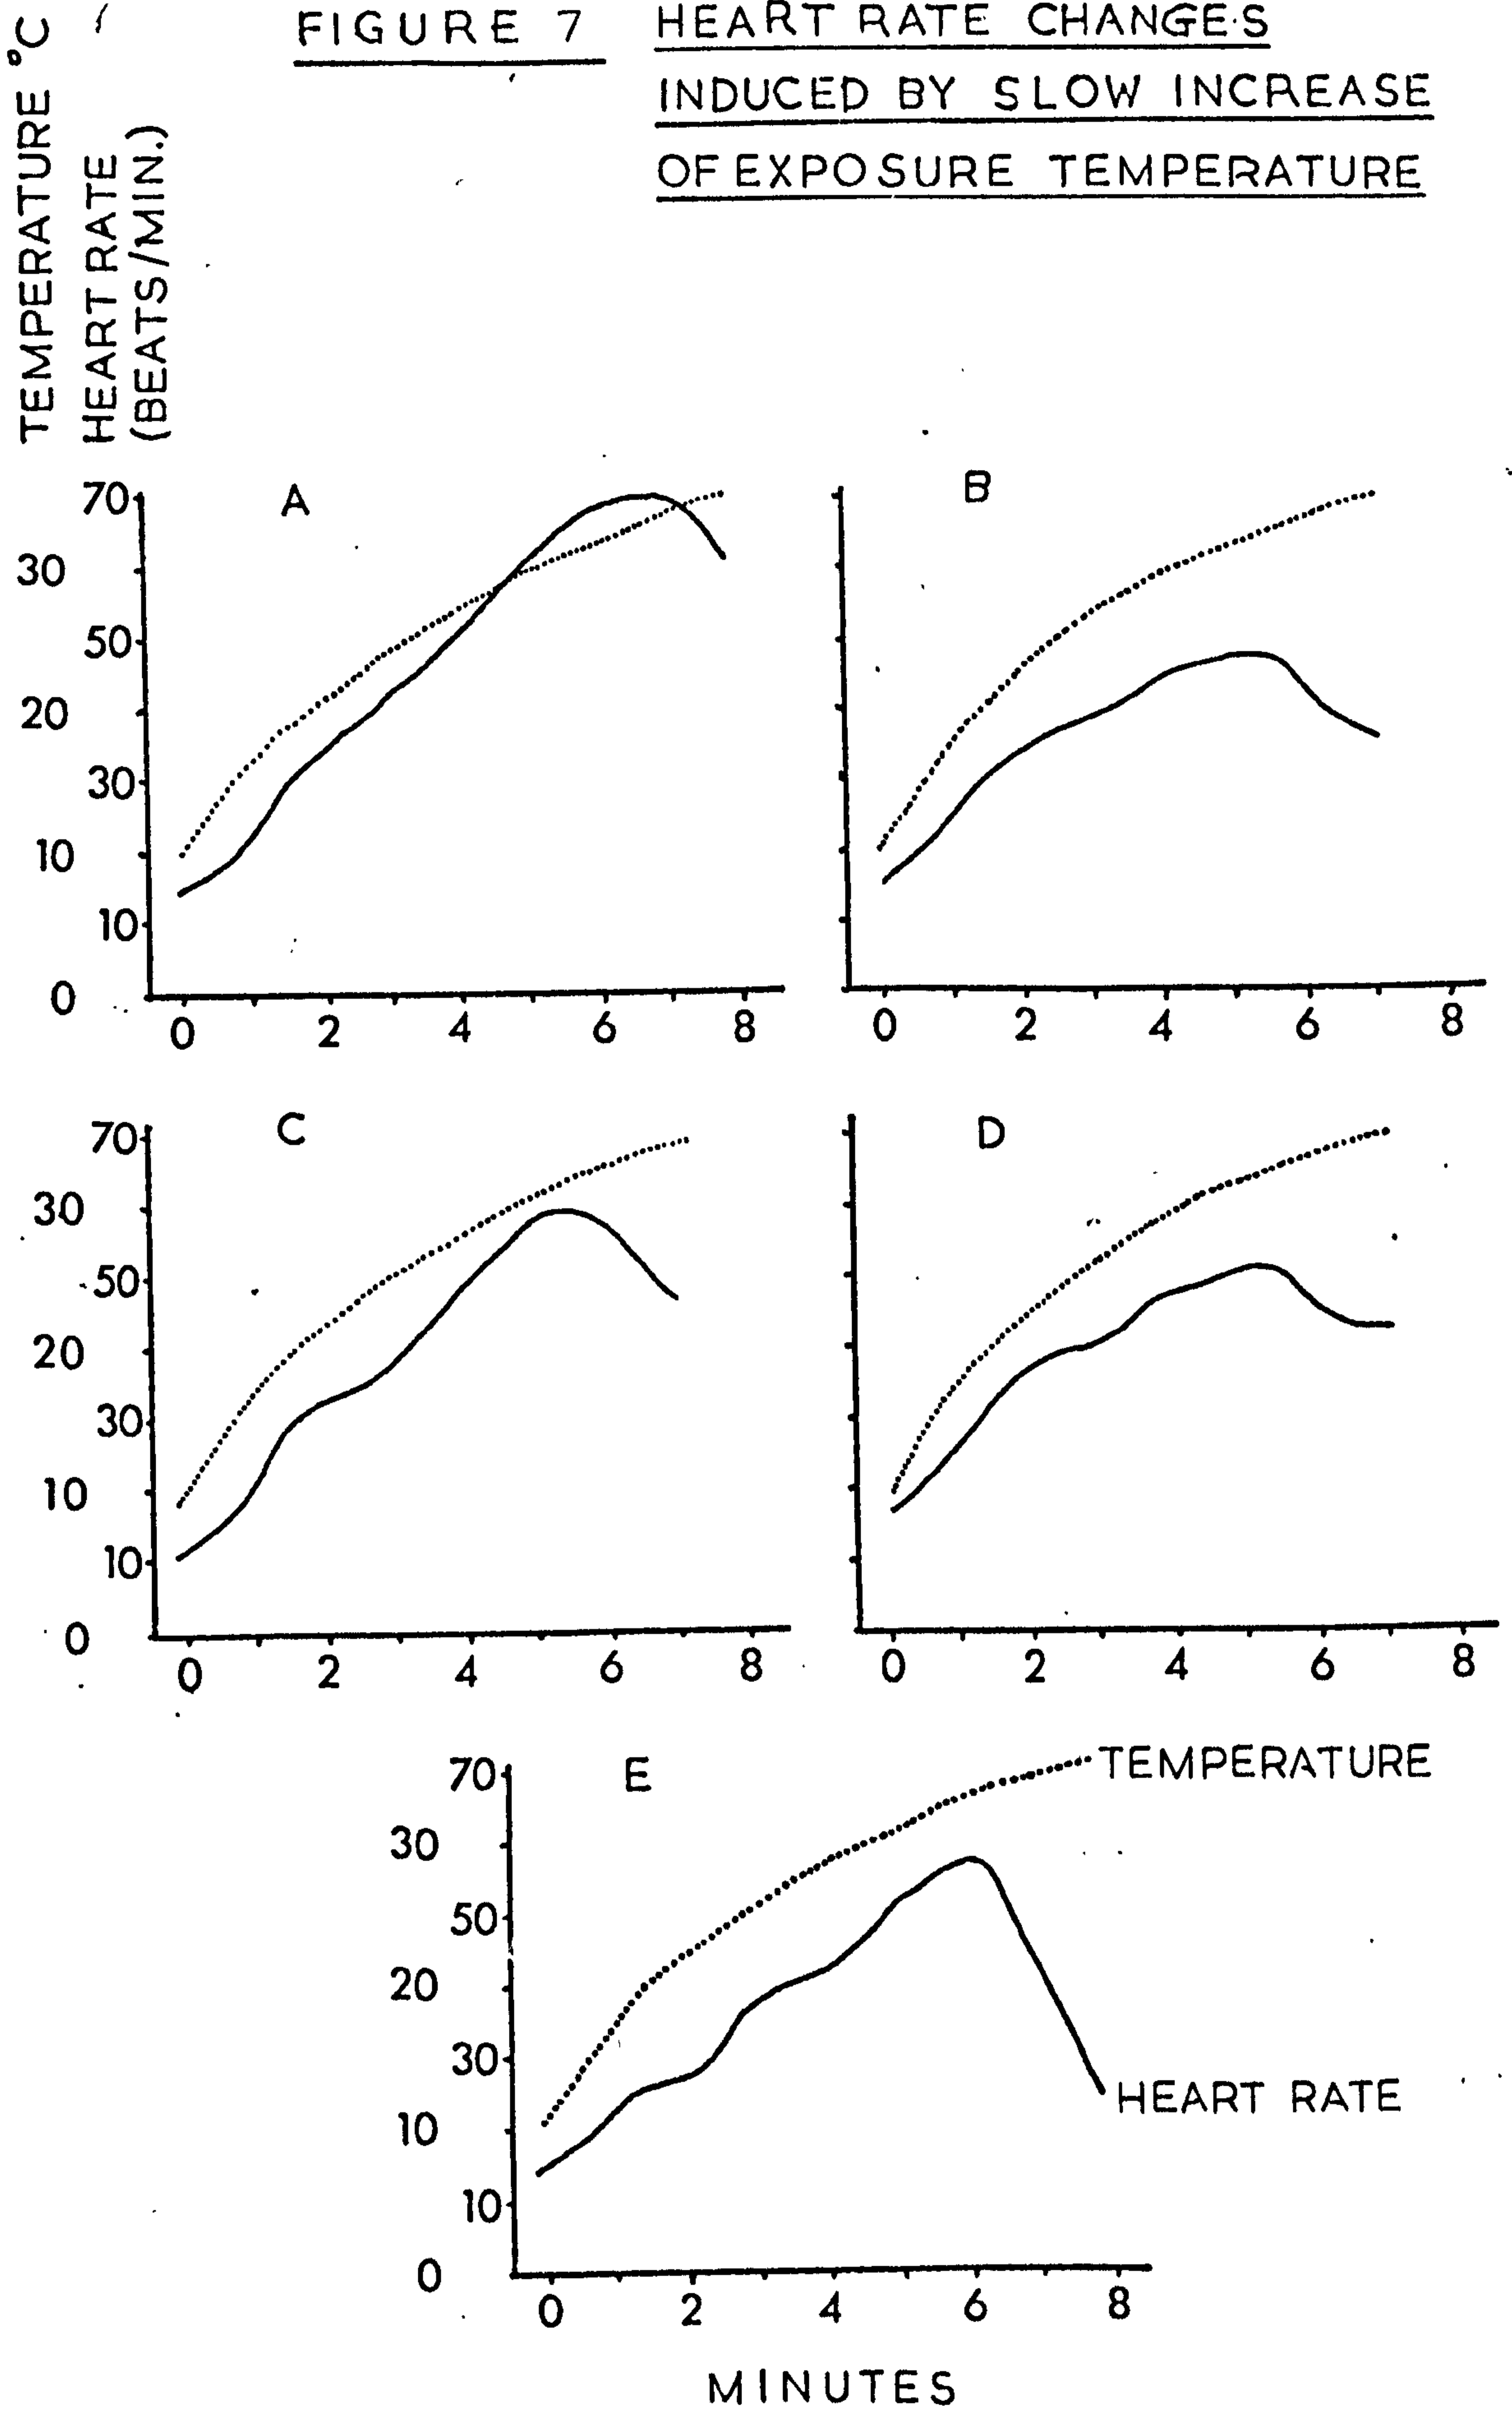 FIGURE 7
HEART RATE CHANGES
INDUCED BY SLOW INCREASE
OF EXPOSURE TEMPERATURE
TEMPERATURE °C
HEART RATE
(BEATS/MIN.)
A
70
30
50
20
30
10
10
0
0 2 4 6 8
B
0 2 4 6 8
C
70
30
50
20
30
10
10
0
0 2 4 6 8
D
0 2 4 6 8
E
70
30
50
20
30
10
10
0
TEMPERATURE
HEART RATE
0 2 4 6 8
MINUTES